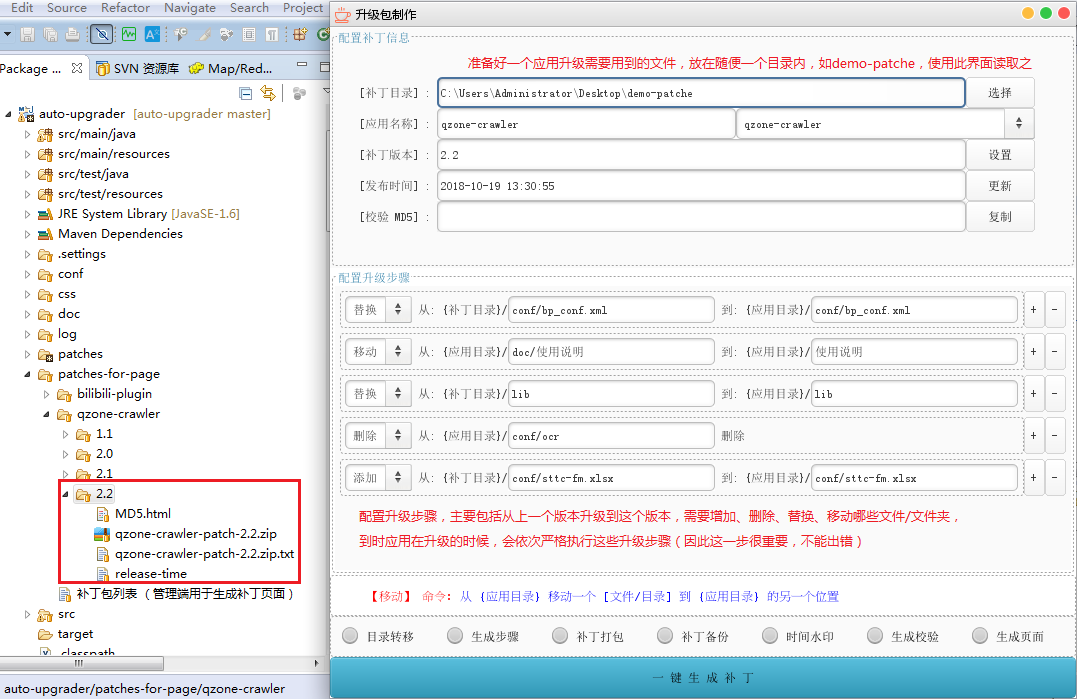 Edit Source Refactor Navigate Search Project
Package ... SVN 资源库 Map/Red...
auto-upgrader [auto-upgrader master]
src/main/java
src/main/resources
src/test/java
src/test/resources
JRE System Library [JavaSE-1.6]
Maven Dependencies
.settings
conf
css
doc
log
patches
patches-for-page
bilibili-plugin
qzone-crawler
1.1
2.0
2.1
2.2
MD5.html
qzone-crawler-patch-2.2.zip
qzone-crawler-patch-2.2.zip.txt
release-time
补丁包列表 （管理端用于生成补丁页面）
src
target
.classpath
auto-upgrader/patches-for-page/qzone-crawler
升级包制作
配置补丁信息
准备好一个应用升级需要用到的文件，放在随便一个目录内，如demo-patche，使用此界面读取之
[补丁目录] : C:\Users\Administrator\Desktop\demo-patche 选择
[应用名称] : qzone-crawler qzone-crawler
[补丁版本] : 2.2 设置
[发布时间] : 2018-10-19 13:30:55 更新
[校验 MD5] : 复制
配置升级步骤
替换 从: {补丁目录}/ conf/bp_conf.xml 到: {应用目录}/ conf/bp_conf.xml + -
移动 从: {应用目录}/ doc/使用说明 到: {应用目录}/ 使用说明 + -
替换 从: {补丁目录}/ lib 到: {应用目录}/ lib + -
删除 从: {应用目录}/ conf/ocr 删除 + -
添加 从: {补丁目录}/ conf/sttc-fm.xlsx 到: {应用目录}/ conf/sttc-fm.xlsx + -
配置升级步骤，主要包括从上一个版本升级到这个版本，需要增加、删除、替换、移动哪些文件/文件夹，
到时应用在升级的时候，会依次严格执行这些升级步骤（因此这一步很重要，不能出错）
【移动】 命令: 从 {应用目录} 移动一个 [文件/目录] 到 {应用目录} 的另一个位置
目录转移 生成步骤 补丁打包 补丁备份 时间水印 生成校验 生成页面
一 键 生 成 补 丁